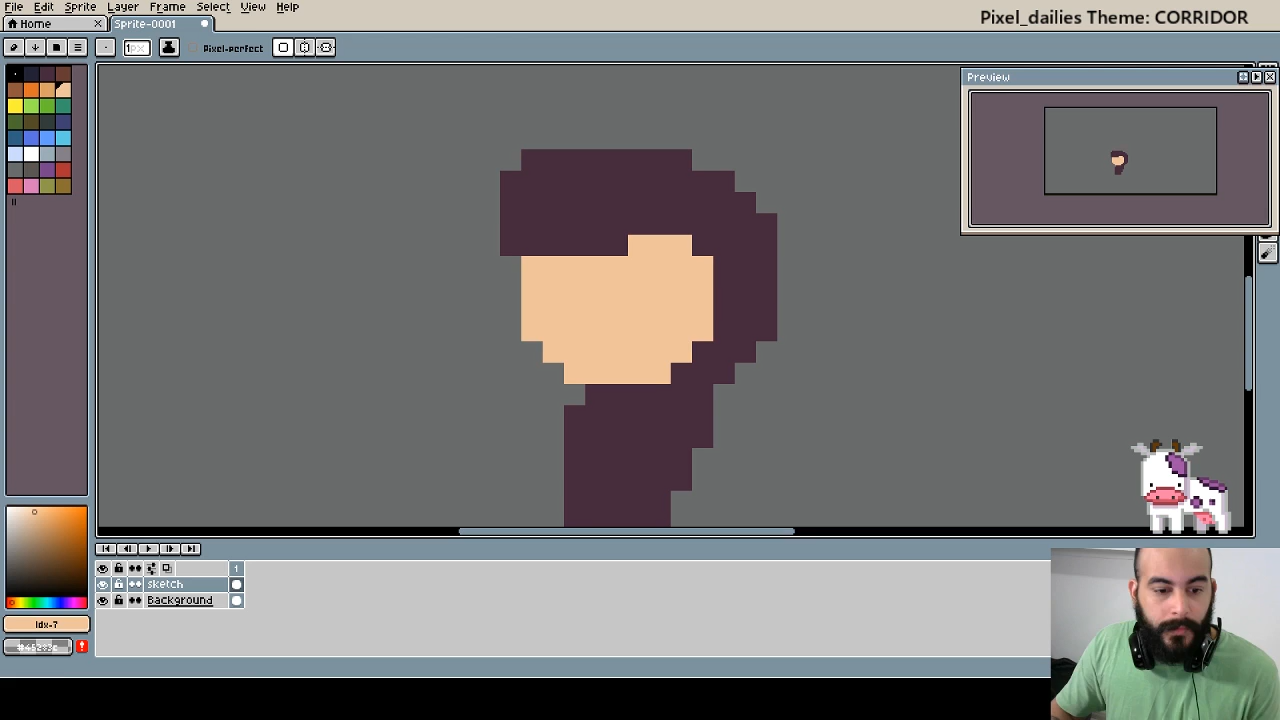 File Edit Sprite Layer Frame Select View Help
Pixel_dailies Theme: CORRIDOR
Home
Sprite-0001
Pixel-perfect
Preview
1
sketch
Background
Idx-7